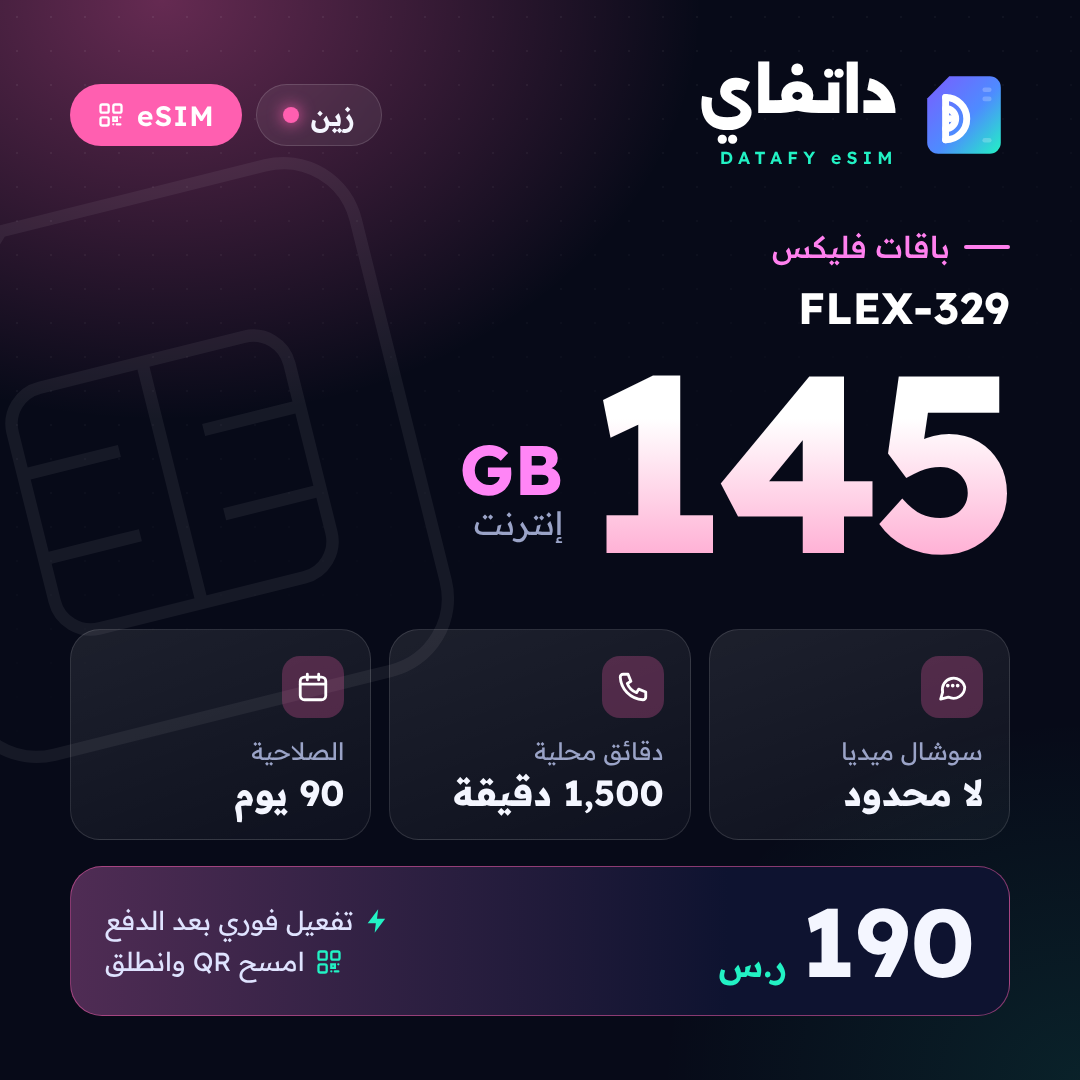 داتفاي
DATAFY eSIM
زين
eSIM
باقات فليكس
FLEX-329
145 GB
إنترنت
سوشال ميديا
لا محدود
دقائق محلية
1,500 دقيقة
الصلاحية
90 يوم
190 ر.س
تفعيل فوري بعد الدفع
امسح QR وانطلق